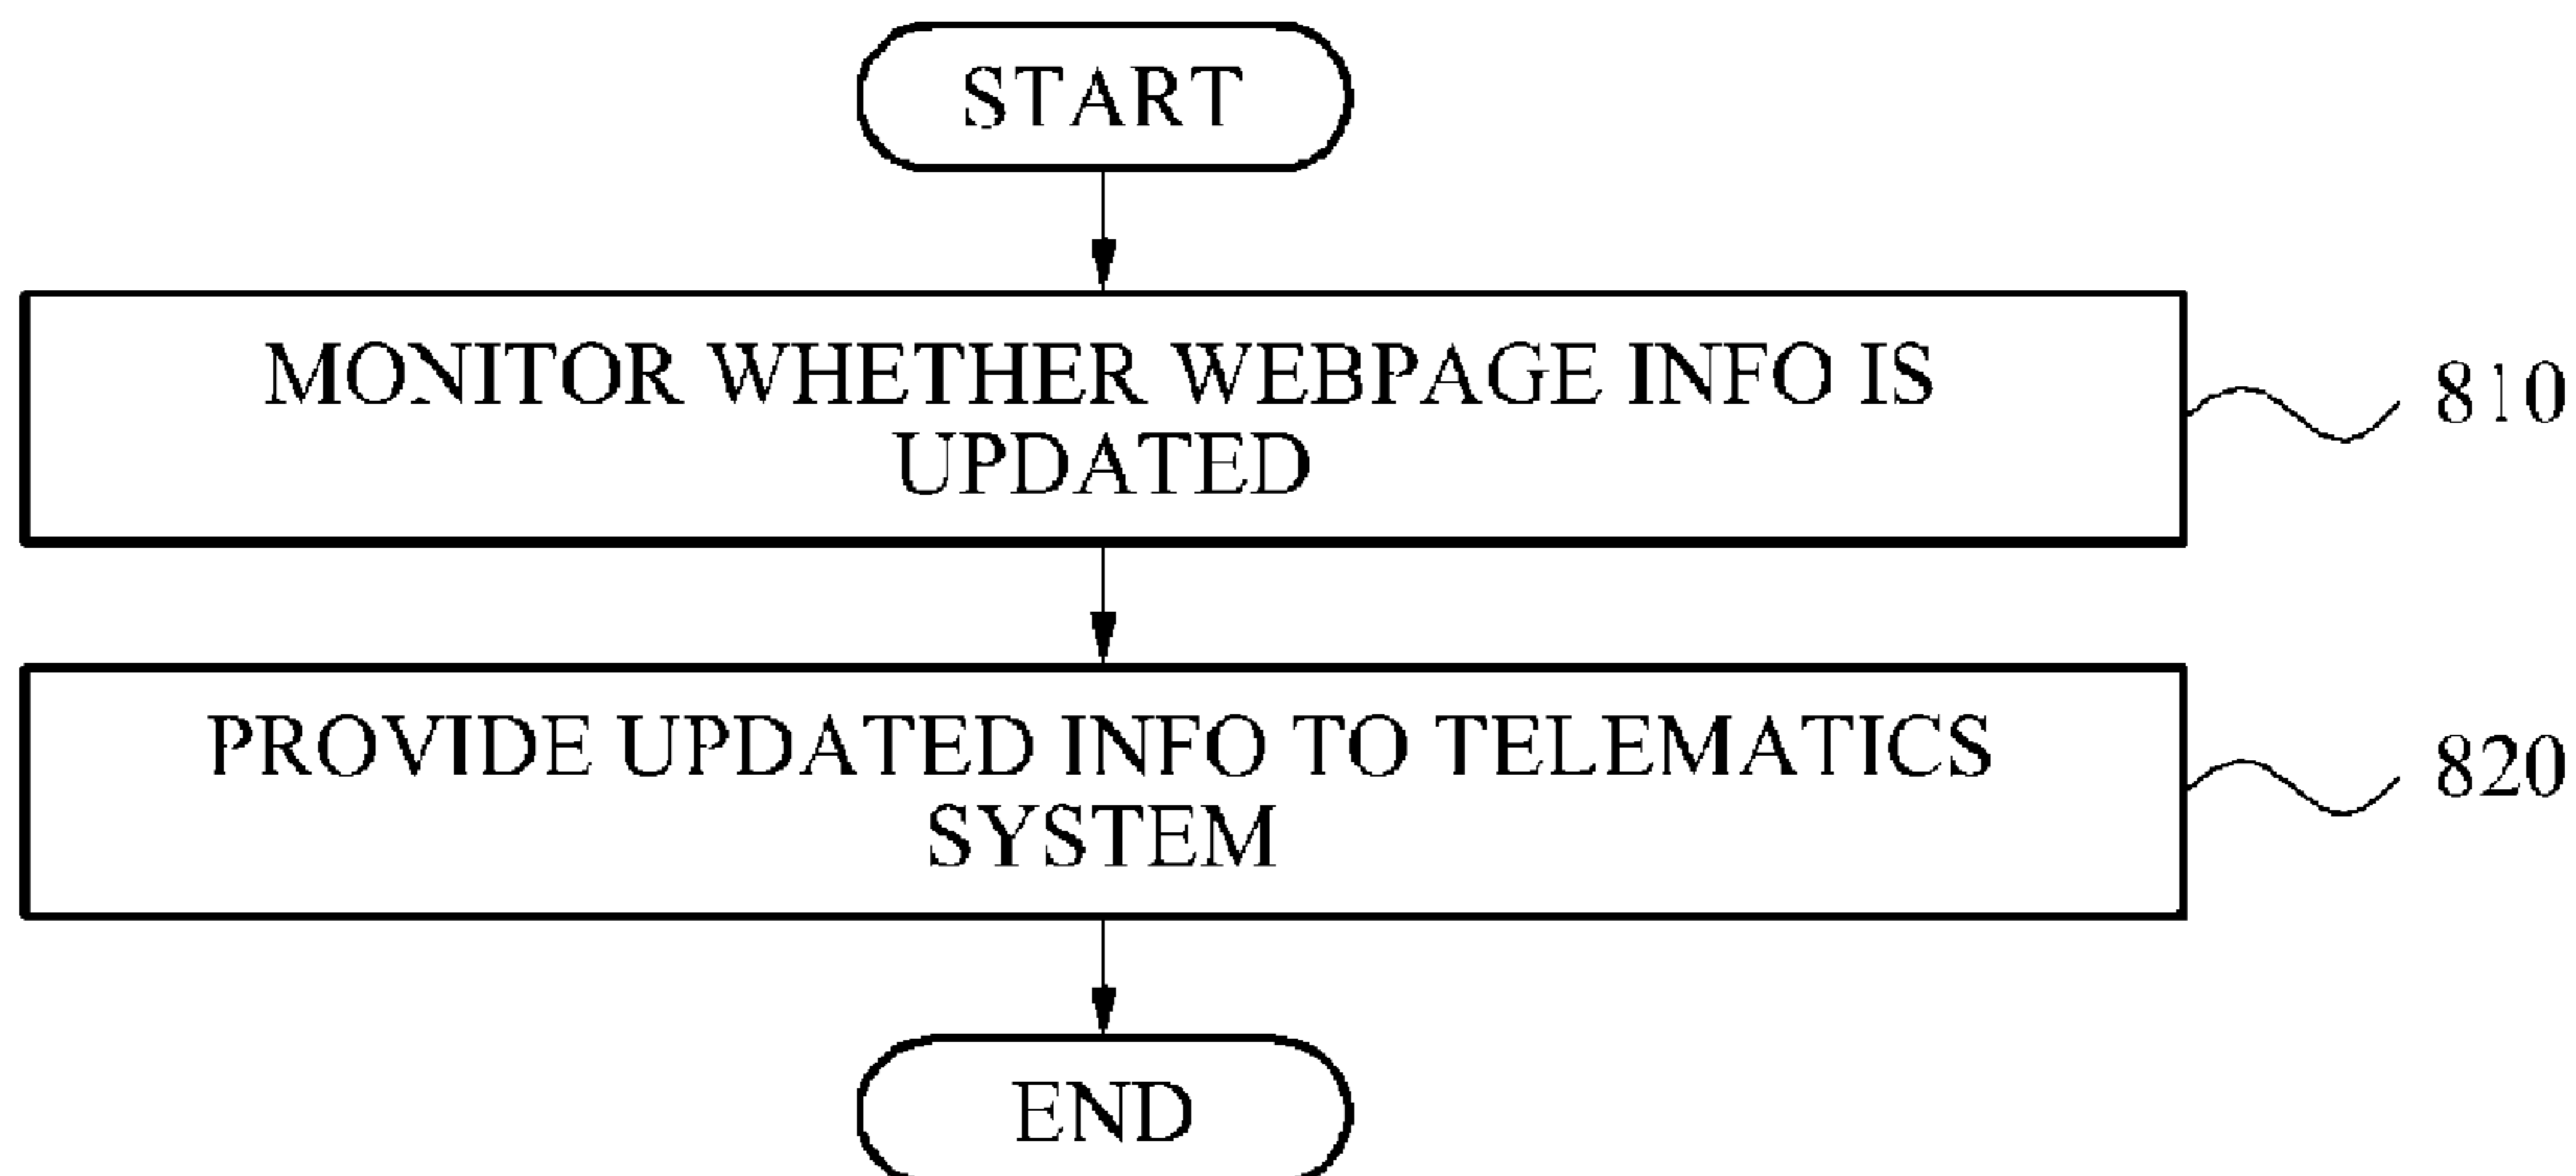 START
MONITOR WHETHER WEBPAGE INFO IS
UPDATED
810
PROVIDE UPDATED INFO TO TELEMATICS
SYSTEM
820
END